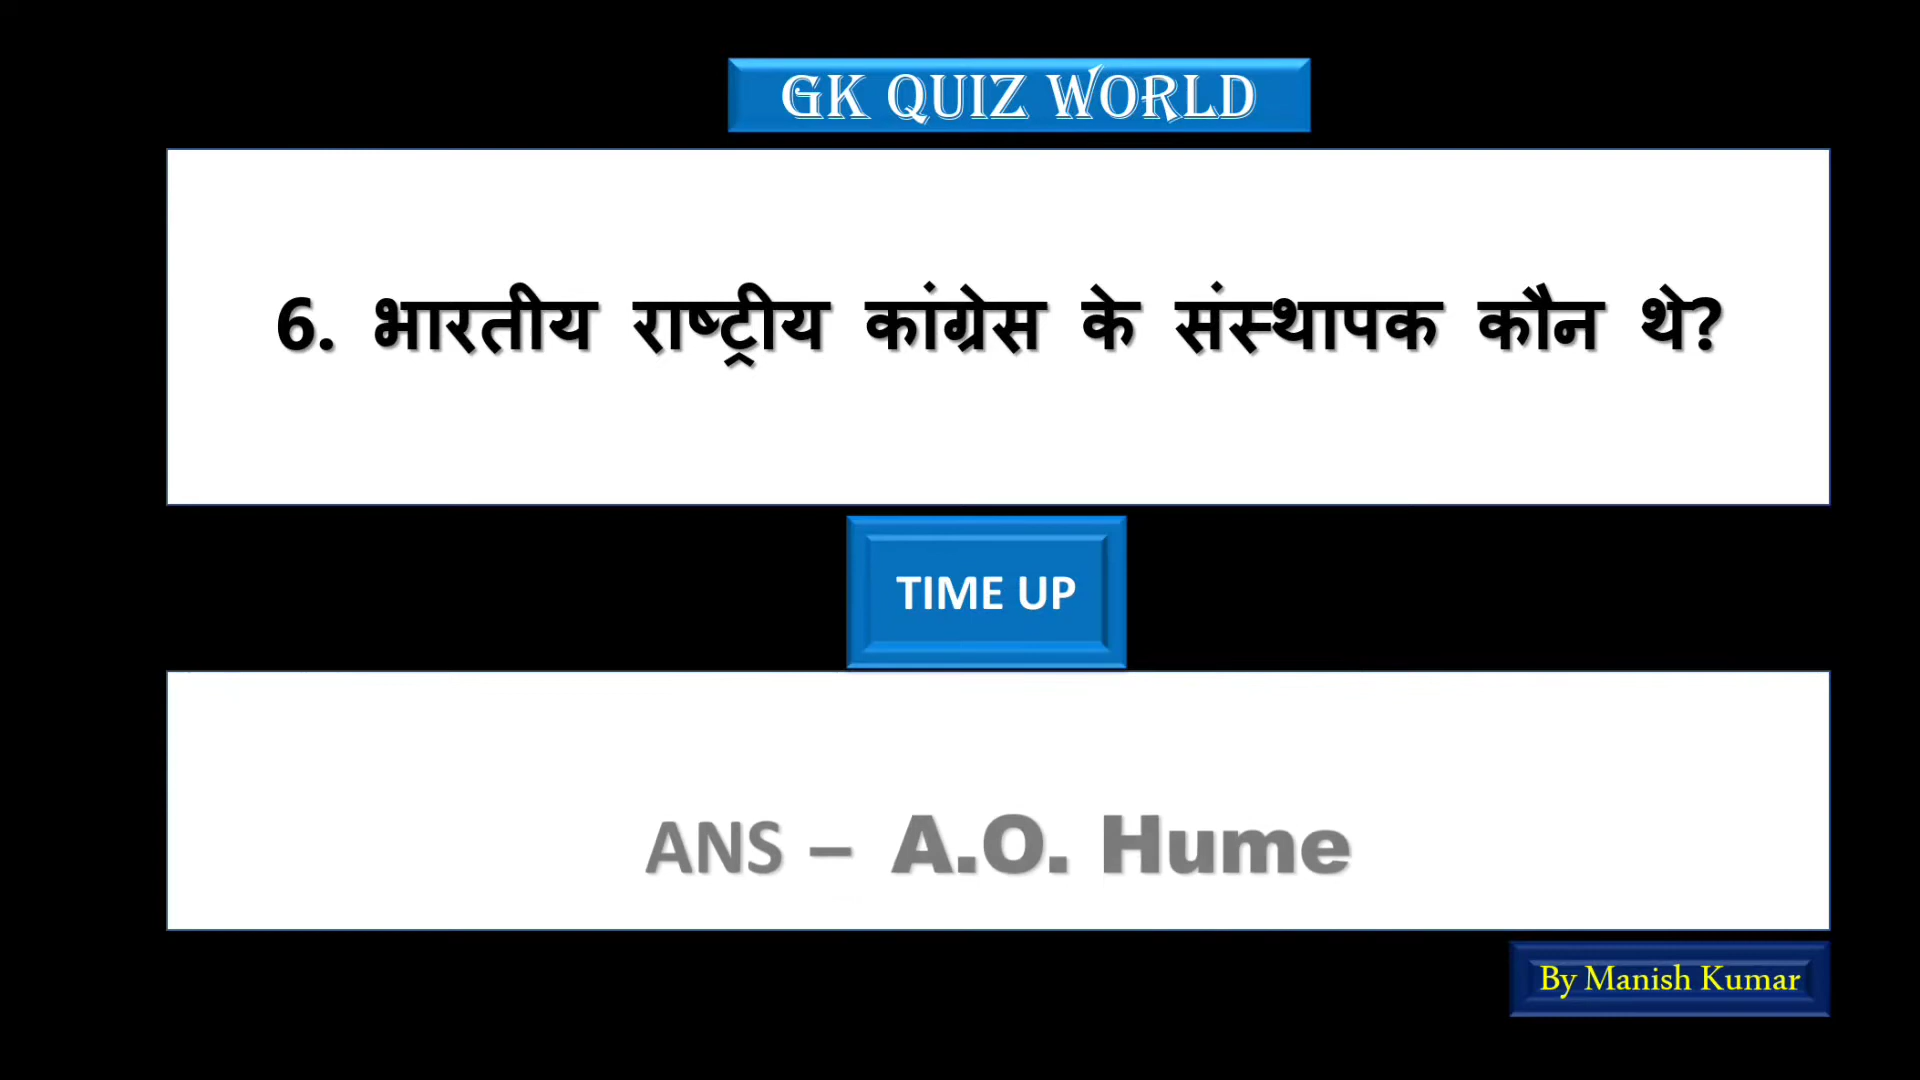 GK QUIZ WORLD
6. भारतीय राष्ट्रीय कांग्रेस के संस्थापक कौन थे?
TIME UP
ANS – A.O. Hume
By Manish Kumar